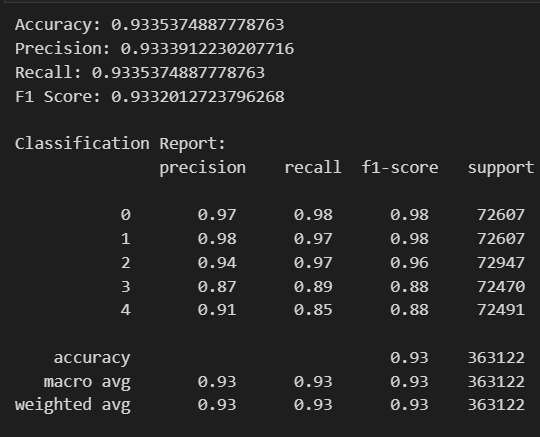 Accuracy: 0.9335374887778763
Precision: 0.9333912230207716
Recall: 0.9335374887778763
F1 Score: 0.9332012723796268
Classification Report:
precision recall f1-score support
0 0.97 0.98 0.98 72607
1 0.98 0.97 0.98 72607
2 0.94 0.97 0.96 72947
3 0.87 0.89 0.88 72470
4 0.91 0.85 0.88 72491
accuracy 0.93 363122
macro avg 0.93 0.93 0.93 363122
weighted avg 0.93 0.93 0.93 363122